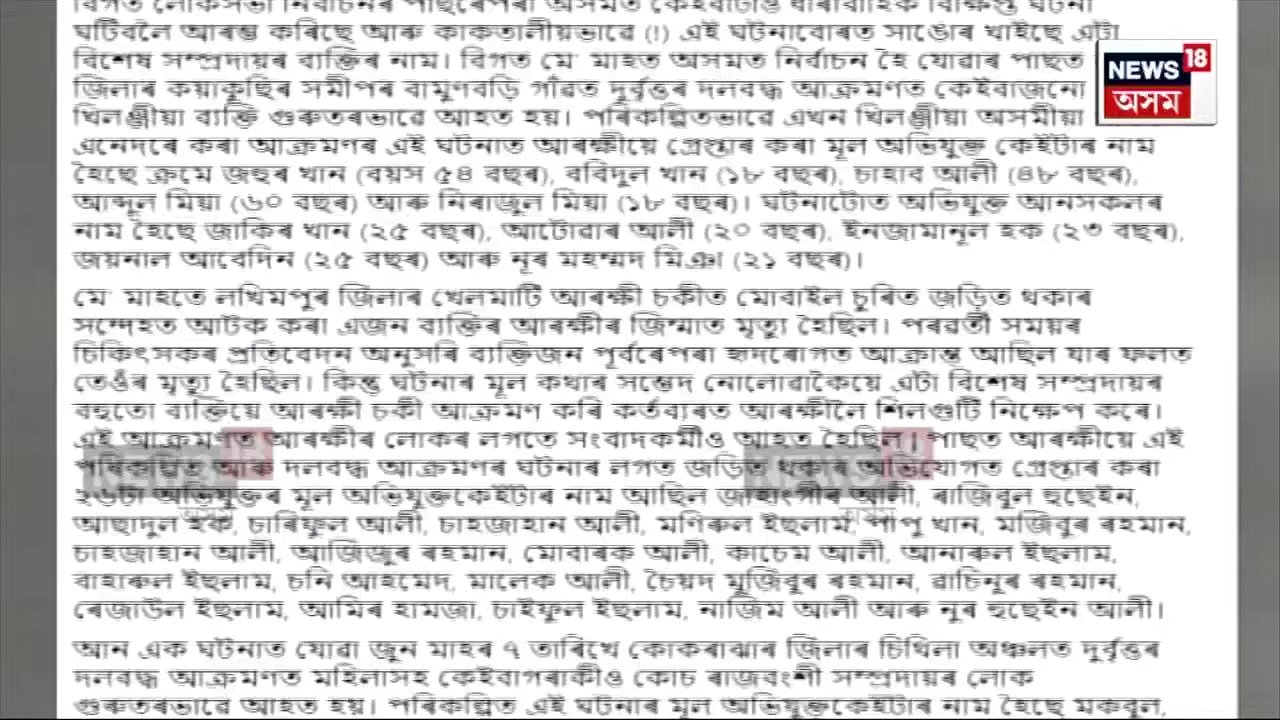 বিগত লোকসভা নিৰ্বাচনৰ পাছৰেপৰা অসমত কেইবাটাও ধাৰাবাহিক বিক্ষিপ্ত ঘটনা
ঘটিবলৈ আৰম্ভ কৰিছে আৰু কাকতালীয়ভাৱে (!) এই ঘটনাবোৰত সাঙোৰ খাইছে এটা
বিশেষ সম্প্ৰদায়ৰ ব্যক্তিৰ নাম। বিগত মে' মাহত অসমত নিৰ্বাচন হৈ যোৱাৰ পাছত
জিলাৰ কয়াকুছিৰ সমীপৰ বামুণবড়ি গাঁৱত দুৰ্বৃত্তৰ দলবদ্ধ আক্ৰমণত কেইবাজনো
খিলঞ্জীয়া ব্যক্তি গুৰুতৰভাৱে আহত হয়। পৰিকল্পিতভাৱে এখন খিলঞ্জীয়া অসমীয়া
এনেদৰে কৰা আক্ৰমণৰ এই ঘটনাত আৰক্ষীয়ে গ্ৰেপ্তাৰ কৰা মূল অভিযুক্ত কেইটাৰ নাম
হৈছে ক্ৰমে জহুৰ খান (বয়স ৫৪ বছৰ), ববিদুল খান (১৮ বছৰ), চাহাব আলী (৪৮ বছৰ),
আব্দুল মিয়া (৬০ বছৰ) আৰু নিৰাজুল মিয়া (১৮ বছৰ)। ঘটনাটোত অভিযুক্ত আনসকলৰ
নাম হৈছে জাকিৰ খান (২৫ বছৰ), আটোৱাৰ আলী (২০ বছৰ), ইনজামানূল হক (২৩ বছৰ),
জয়নাল আবেদিন (২৫ বছৰ) আৰু নূৰ মহম্মদ মিঞা (২১ বছৰ)।
মে' মাহতে লখিমপুৰ জিলাৰ খেলমাটি আৰক্ষী চকীত মোবাইল চুৰিত জড়িত থকাৰ
সন্দেহত আটক কৰা এজন ব্যক্তিৰ আৰক্ষীৰ জিম্মাত মৃত্যু হৈছিল। পৰৱৰ্তী সময়ৰ
চিকিৎসকৰ প্ৰতিবেদন অনুসৰি ব্যক্তিজন পূৰ্বৰেপৰা হৃদৰোগত আক্ৰান্ত আছিল যাৰ ফলত
তেওঁৰ মৃত্যু হৈছিল। কিন্তু ঘটনাৰ মূল কথাৰ সম্ভেদ নোলোৱাকৈয়ে এটা বিশেষ সম্প্ৰদায়ৰ
বহুতো ব্যক্তিয়ে আৰক্ষী চকী আক্ৰমণ কৰি কৰ্তব্যৰত আৰক্ষীলৈ শিলগুটি নিক্ষেপ কৰে।
এই আক্ৰমণত আৰক্ষীৰ লোকৰ লগতে সংবাদকৰ্মীও আহত হৈছিল। পাছত আৰক্ষীয়ে এই
পৰিকল্পিত আৰু দলবদ্ধ আক্ৰমণৰ ঘটনাৰ লগত জড়িত থকাৰ অভিযোগত গ্ৰেপ্তাৰ কৰা
২৬টা অভিযুক্তৰ মূল অভিযুক্তকেইটাৰ নাম আছিল জাহাংগীৰ আলী, ৰাজিবুল হুছেইন,
আছাদুল হক, চাৰিফুল আলী, চাহজাহান আলী, মণিৰুল ইছলাম, পাপু খান, মজিবুৰ ৰহমান,
চাহজাহান আলী, আজিজুৰ ৰহমান, মোবাৰক আলী, কাচেম আলী, আনাৰুল ইছলাম,
বাহাৰুল ইছলাম, চনি আহমেদ, মালেক আলী, চৈয়দ মুজিবুৰ ৰহমান, ৱাচিনুৰ ৰহমান,
ৰেজাউল ইছলাম, আমিৰ হামজা, চাইফুল ইছলাম, নাজিম আলী আৰু নুৰ হুছেইন আলী।
আন এক ঘটনাত যোৱা জুন মাহৰ ৭ তাৰিখে কোকৰাঝাৰ জিলাৰ চিথিলা অঞ্চলত দুৰ্বৃত্তৰ
দলবদ্ধ আক্ৰমণত মহিলাসহ কেইবাগৰাকীও কোচ ৰাজবংশী সম্প্ৰদায়ৰ লোক
গুৰুতৰভাৱে আহত হয়। পৰিকল্পিত এই ঘটনাৰ মূল অভিযুক্তকেইটাৰ নাম হৈছে মকবুল,
NEWS 18
অসম